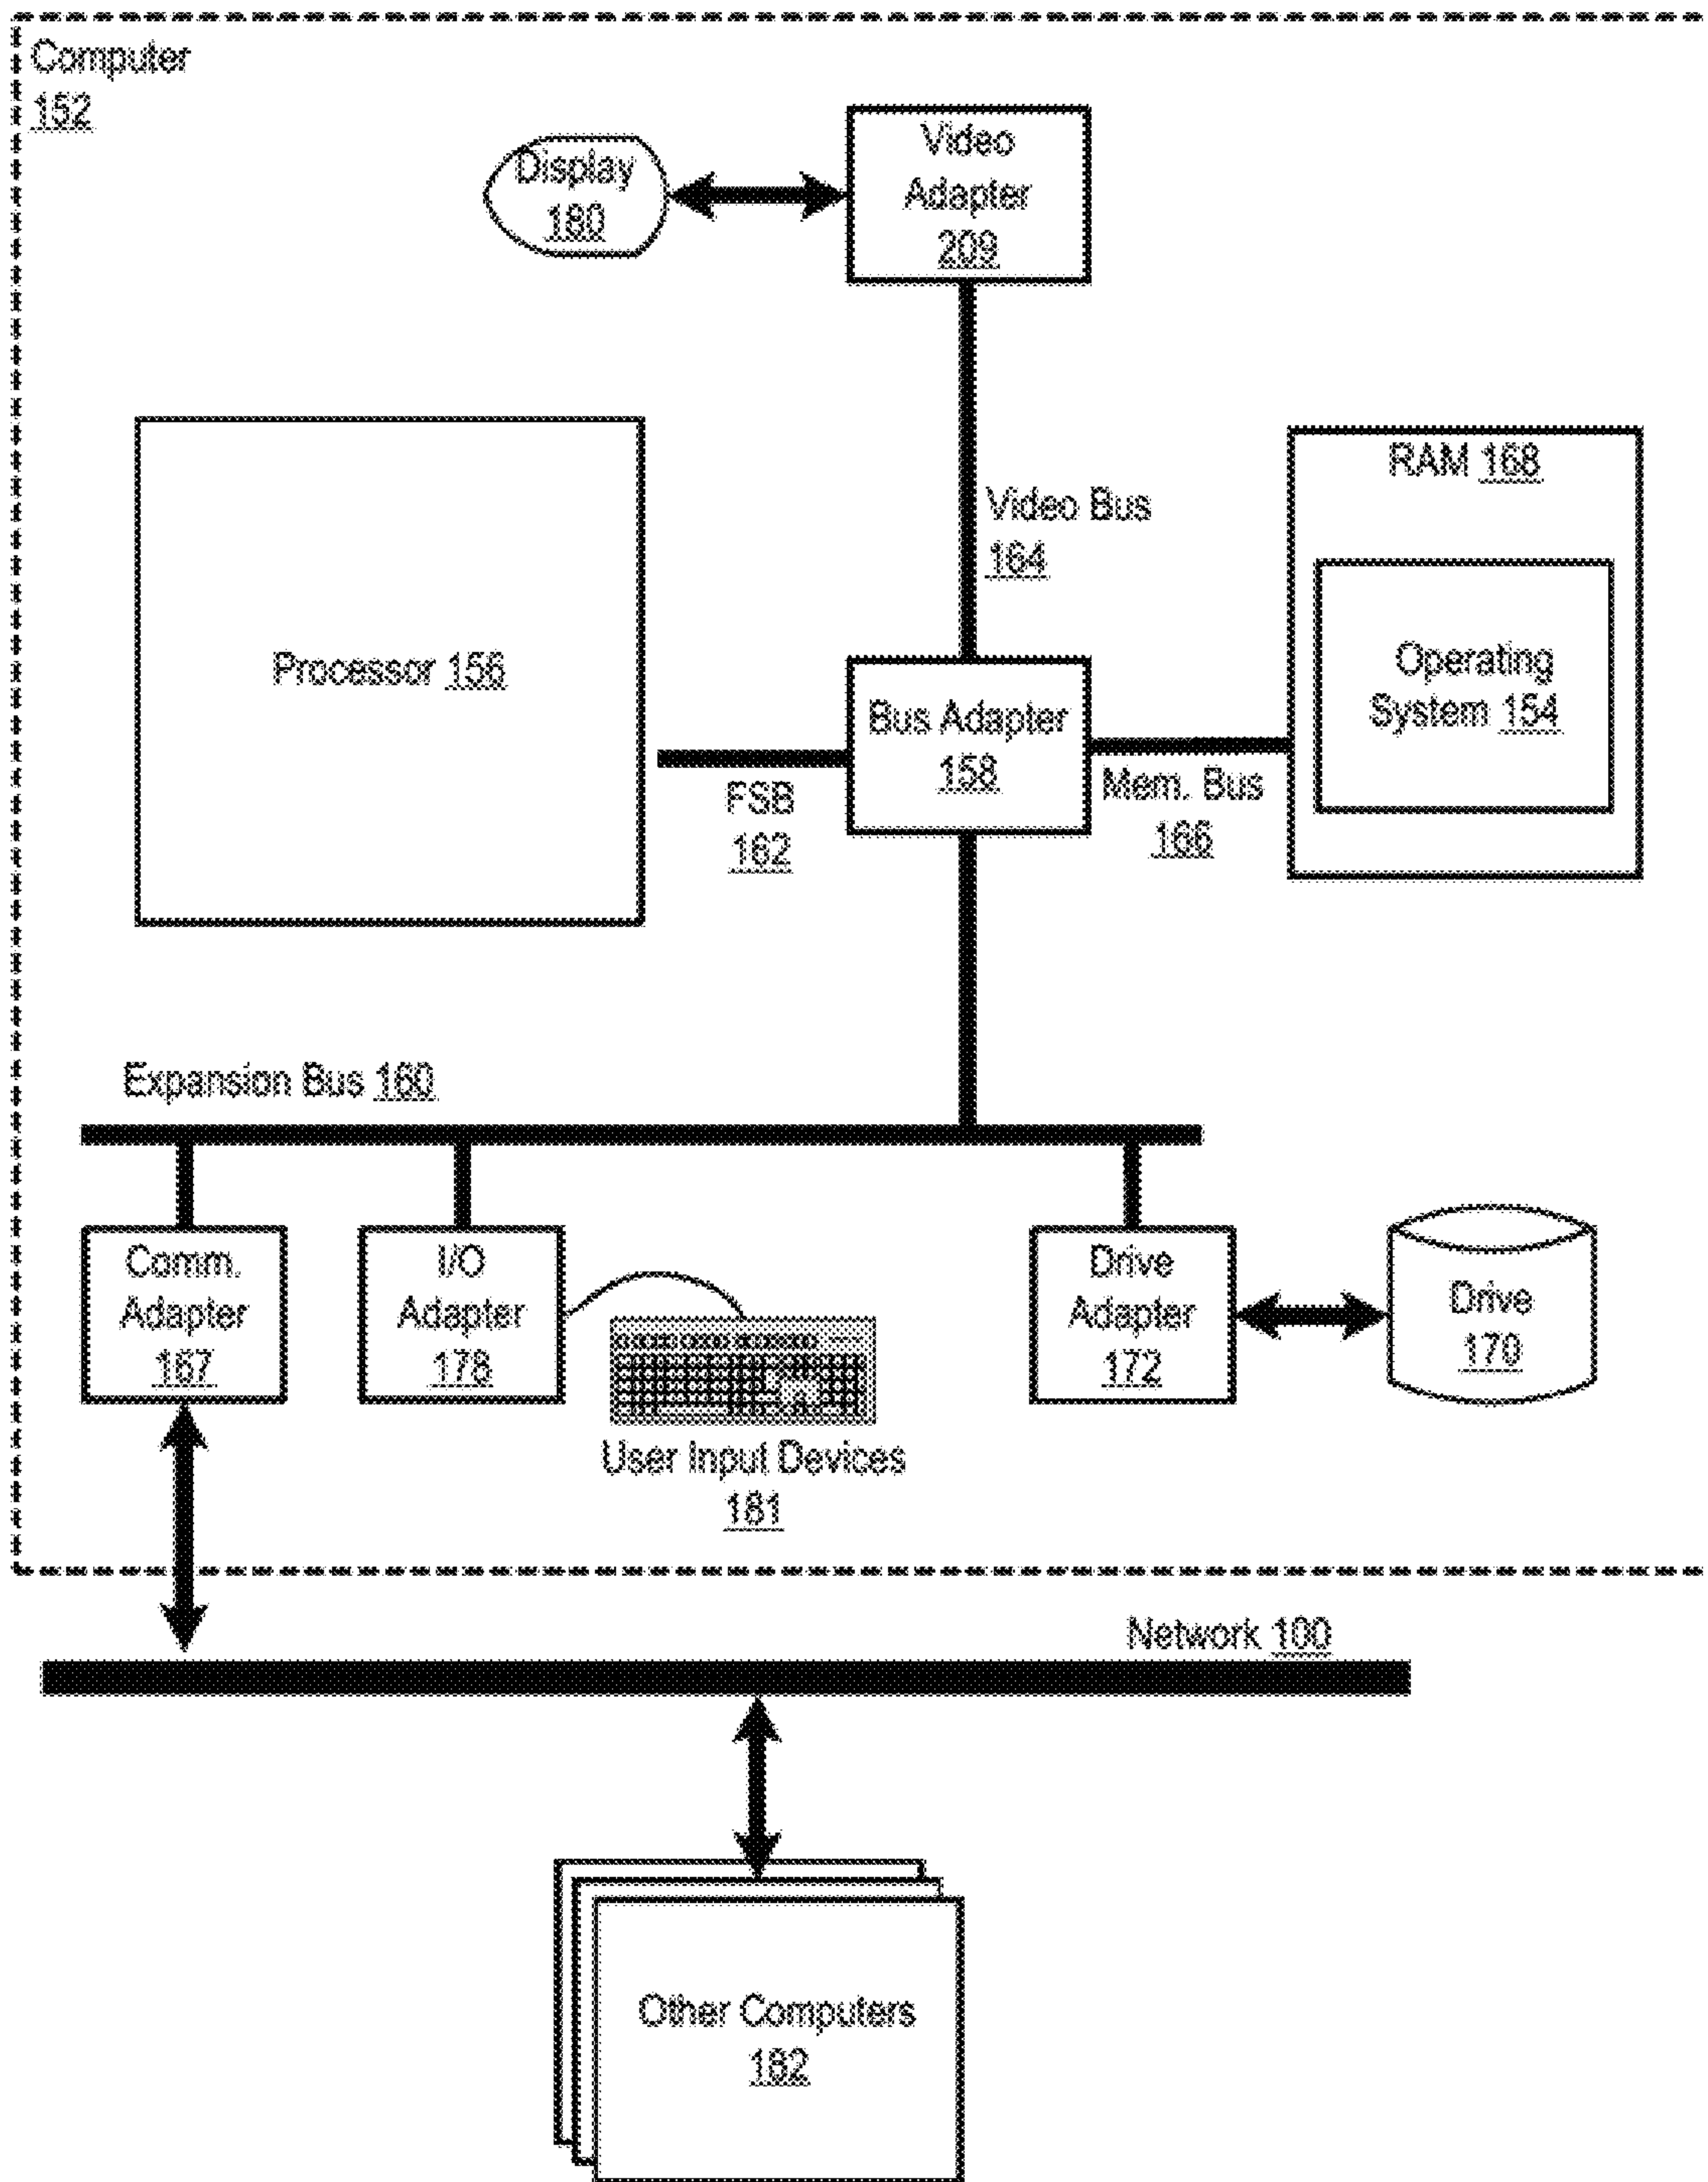 Computer
152
Display
180
Video
Adapter
209
Video Bus
164
RAM 168
Operating
System 154
Processor 156
Bus Adapter
158
FSB
162
Mem. Bus
166
Expansion Bus 160
Comm.
Adapter
167
I/O
Adapter
178
User Input Devices
181
Drive
Adapter
172
Drive
170
Network 100
Other Computers
182